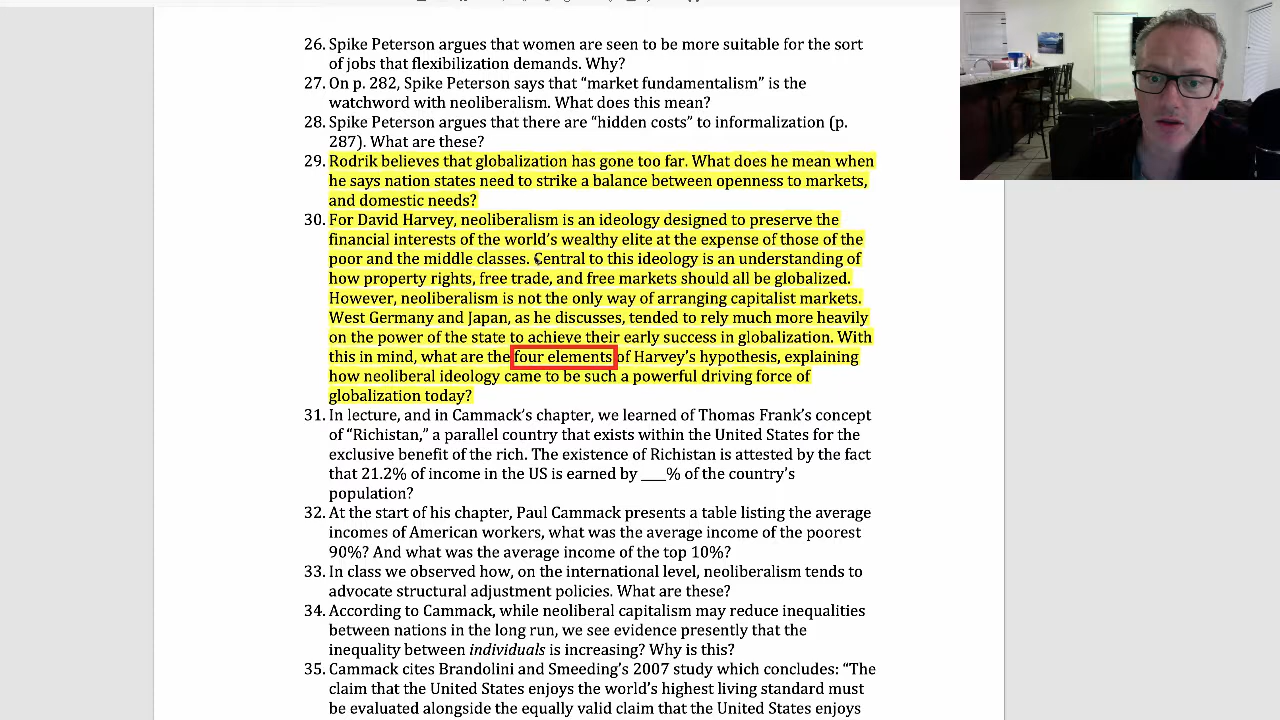 26. Spike Peterson argues that women are seen to be more suitable for the sort
of jobs that flexibilization demands. Why?
27. On p. 282, Spike Peterson says that “market fundamentalism” is the
watchword with neoliberalism. What does this mean?
28. Spike Peterson argues that there are “hidden costs” to informalization (p.
287). What are these?
29. Rodrik believes that globalization has gone too far. What does he mean when
he says nation states need to strike a balance between openness to markets,
and domestic needs?
30. For David Harvey, neoliberalism is an ideology designed to preserve the
financial interests of the world’s wealthy elite at the expense of those of the
poor and the middle classes. Central to this ideology is an understanding of
how property rights, free trade, and free markets should all be globalized.
However, neoliberalism is not the only way of arranging capitalist markets.
West Germany and Japan, as he discusses, tended to rely much more heavily
on the power of the state to achieve their early success in globalization. With
this in mind, what are the four elements of Harvey’s hypothesis, explaining
how neoliberal ideology came to be such a powerful driving force of
globalization today?
31. In lecture, and in Cammack’s chapter, we learned of Thomas Frank’s concept
of “Richistan,” a parallel country that exists within the United States for the
exclusive benefit of the rich. The existence of Richistan is attested by the fact
that 21.2% of income in the US is earned by ____% of the country’s
population?
32. At the start of his chapter, Paul Cammack presents a table listing the average
incomes of American workers, what was the average income of the poorest
90%? And what was the average income of the top 10%?
33. In class we observed how, on the international level, neoliberalism tends to
advocate structural adjustment policies. What are these?
34. According to Cammack, while neoliberal capitalism may reduce inequalities
between nations in the long run, we see evidence presently that the
inequality between individuals is increasing? Why is this?
35. Cammack cites Brandolini and Smeeding’s 2007 study which concludes: “The
claim that the United States enjoys the world’s highest living standard must
be evaluated alongside the equally valid claim that the United States enjoys